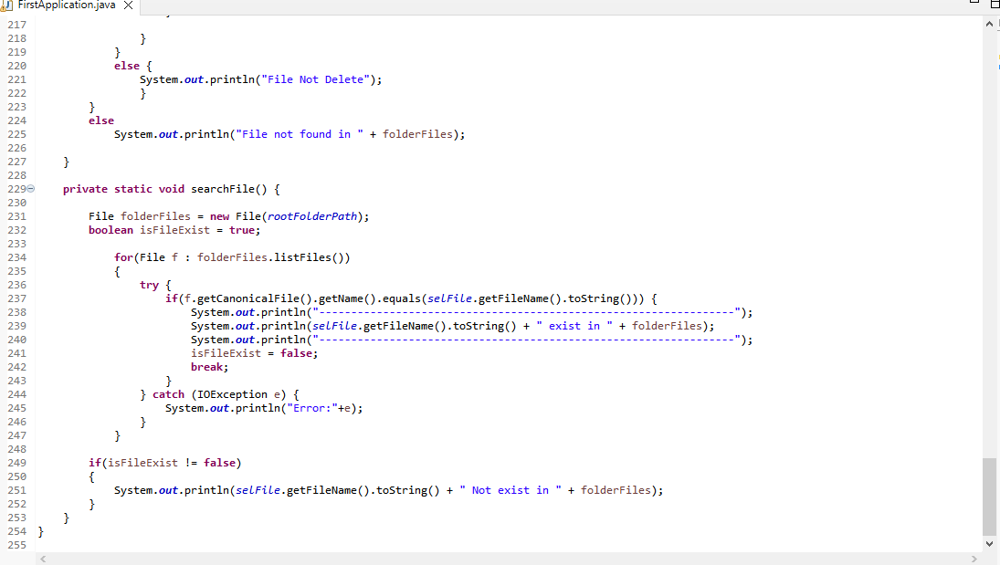 FirstApplication.java
217
218 }
219 }
220 else {
221 System.out.println("File Not Delete");
222 }
223 }
224 else
225 System.out.println("File not found in " + folderFiles);
226
227 }
228
229 private static void searchFile() {
230
231 File folderFiles = new File(rootFolderPath);
232 boolean isFileExist = true;
233
234 for(File f : folderFiles.listFiles())
235 {
236 try {
237 if(f.getCanonicalFile().getName().equals(selFile.getFileName().toString())) {
238 System.out.println("-----------------------------------------------------------------");
239 System.out.println(selFile.getFileName().toString() + " exist in " + folderFiles);
240 System.out.println("-----------------------------------------------------------------");
241 isFileExist = false;
242 break;
243 }
244 } catch (IOException e) {
245 System.out.println("Error:"+e);
246 }
247 }
248
249 if(isFileExist != false)
250 {
251 System.out.println(selFile.getFileName().toString() + " Not exist in " + folderFiles);
252 }
253 }
254 }
255